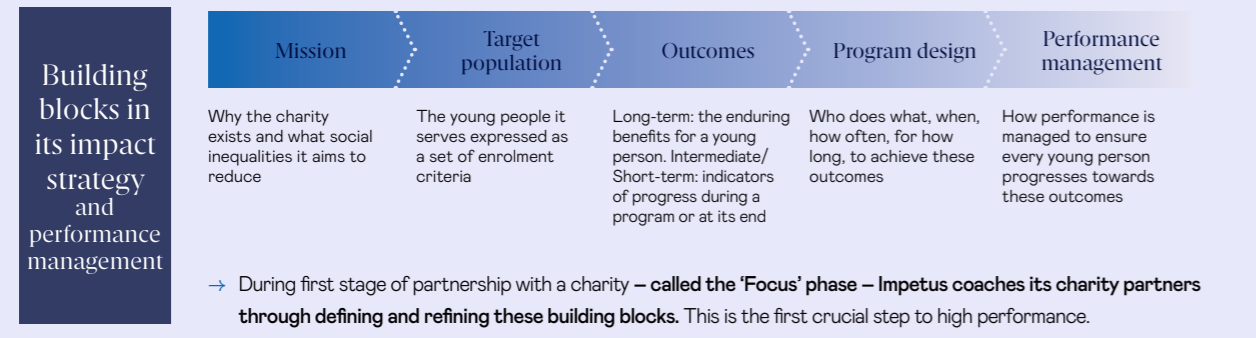 Building
blocks in
its impact
strategy
and
performance
management
Mission
Target
population
Outcomes
Program design
Performance
management
Why the charity
exists and what social
inequalities it aims to
reduce
The young people it
serves expressed as
a set of enrolment
criteria
Long-term: the enduring
benefits for a young
person. Intermediate/
Short-term: indicators
of progress during a
program or at its end
Who does what, when,
how often, for how
long, to achieve these
outcomes
How performance is
managed to ensure
every young person
progresses towards
these outcomes
→ During first stage of partnership with a charity – called the ‘Focus’ phase – Impetus coaches its charity partners
through defining and refining these building blocks. This is the first crucial step to high performance.